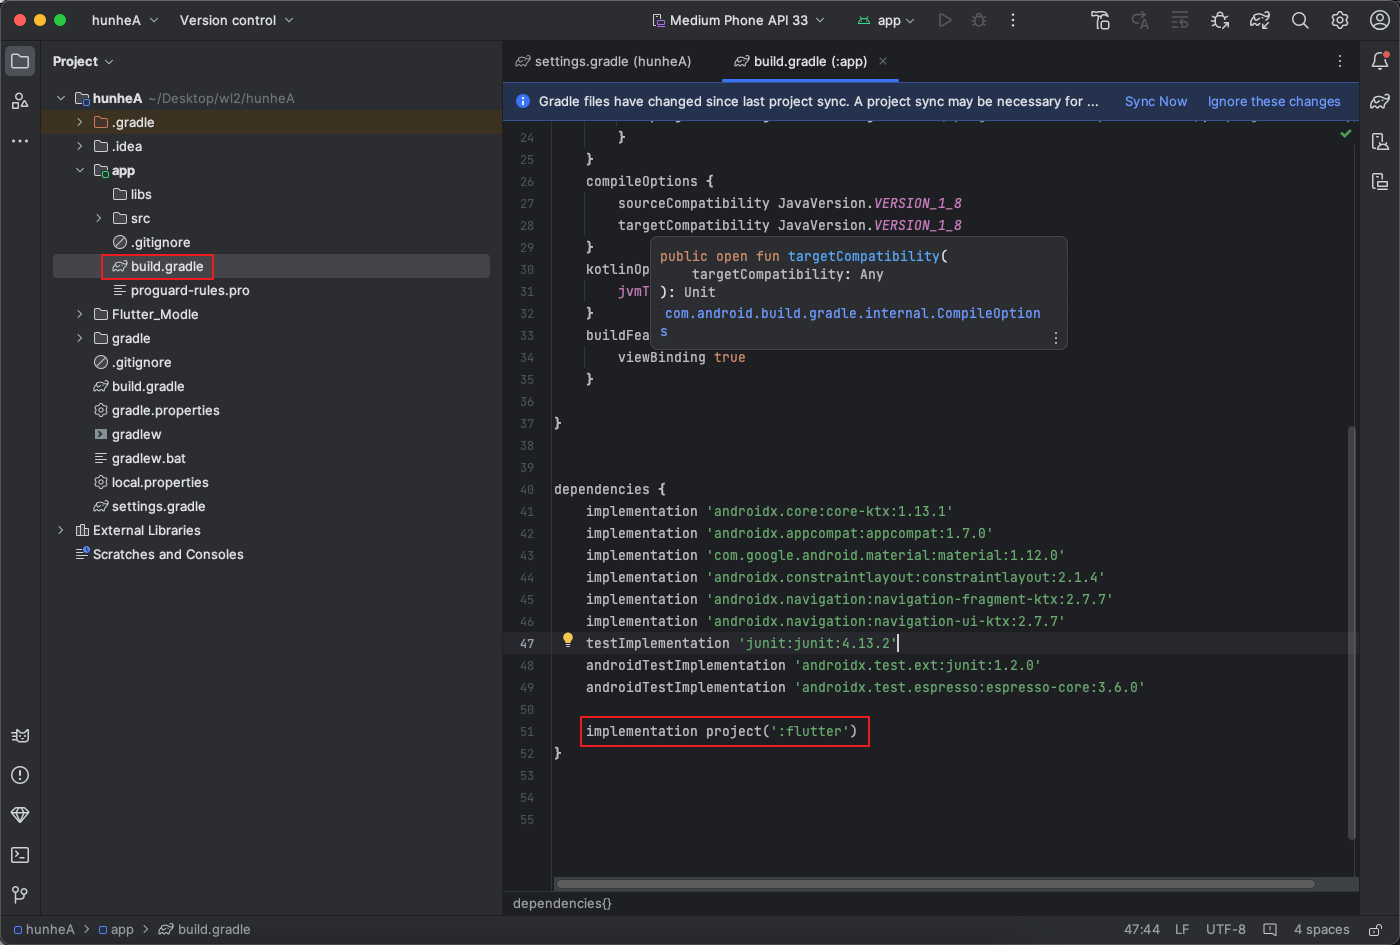 hunheA
Version control
Medium Phone API 33
app
Project
settings.gradle (hunheA)
build.gradle (:app)
Gradle files have changed since last project sync. A project sync may be necessary for ...
Sync Now
Ignore these changes
hunheA ~/Desktop/wl2/hunheA
.gradle
.idea
app
libs
src
.gitignore
build.gradle
proguard-rules.pro
Flutter_Modle
gradle
.gitignore
build.gradle
gradle.properties
gradlew
gradlew.bat
local.properties
settings.gradle
External Libraries
Scratches and Consoles
24 }
25 }
26 compileOptions {
27 sourceCompatibility JavaVersion.VERSION_1_8
28 targetCompatibility JavaVersion.VERSION_1_8
29 }
30 kotlinOp
31 jvmT
32 }
33 buildFea
34 viewBinding true
35 }
36
37 }
38
39
40 dependencies {
41 implementation 'androidx.core:core-ktx:1.13.1'
42 implementation 'androidx.appcompat:appcompat:1.7.0'
43 implementation 'com.google.android.material:material:1.12.0'
44 implementation 'androidx.constraintlayout:constraintlayout:2.1.4'
45 implementation 'androidx.navigation:navigation-fragment-ktx:2.7.7'
46 implementation 'androidx.navigation:navigation-ui-ktx:2.7.7'
47 testImplementation 'junit:junit:4.13.2'
48 androidTestImplementation 'androidx.test.ext:junit:1.2.0'
49 androidTestImplementation 'androidx.test.espresso:espresso-core:3.6.0'
50
51 implementation project(':flutter')
52 }
53
54
55
public open fun targetCompatibility(
targetCompatibility: Any
): Unit
com.android.build.gradle.internal.CompileOption
s
dependencies{}
hunheA > app > build.gradle
47:44 LF UTF-8 4 spaces